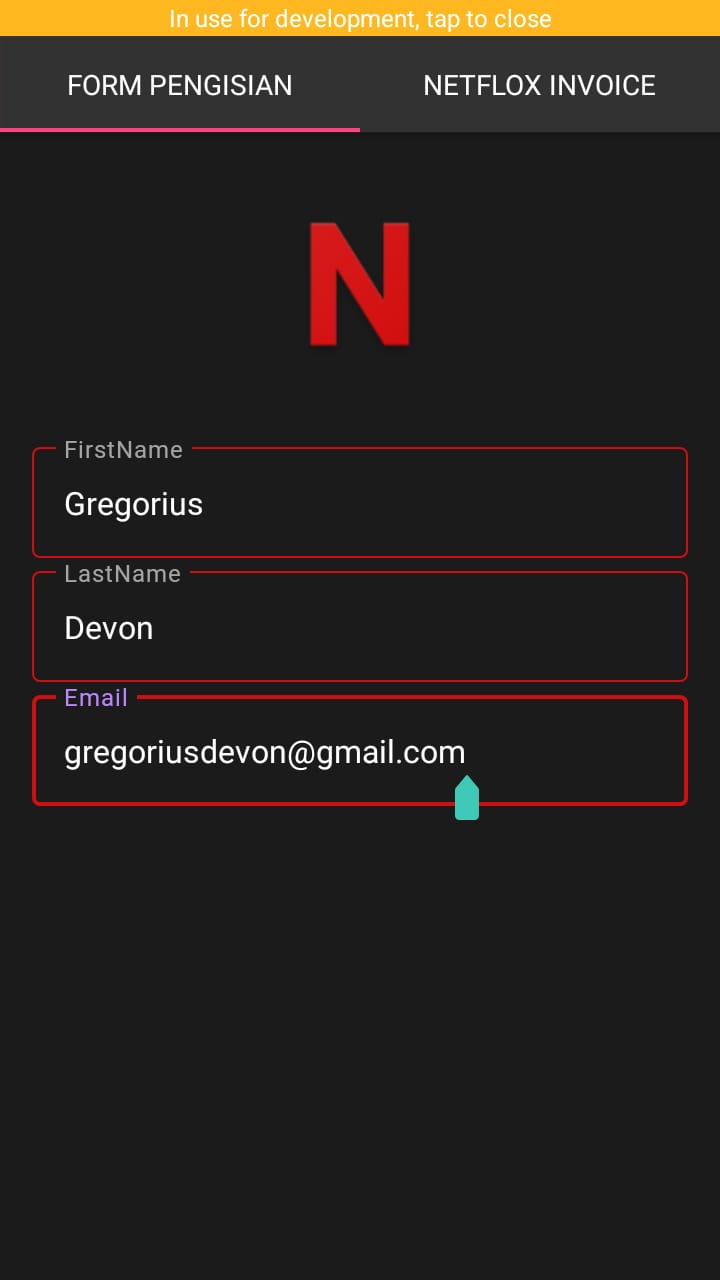 In use for development, tap to close
FORM PENGISIAN NETFLOX INVOICE
N
FirstName
Gregorius
LastName
Devon
Email
gregoriusdevon@gmail.com